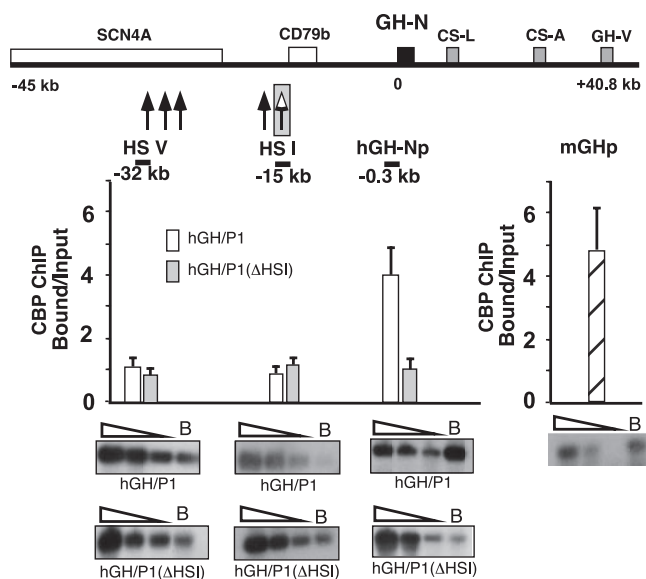 SCN4A CD79b GH-N CS-L CS-A GH-V
-45 kb 0 +40.8 kb
HS V HS I hGH-Np mGHp
-32 kb -15 kb -0.3 kb
CBP ChIP
Bound/Input
6
4
2
0
hGH/P1
hGH/P1(ΔHSI)
CBP ChIP
Bound/Input
6
4
2
0
B B B B
hGH/P1 hGH/P1 hGH/P1
B B B
hGH/P1(ΔHSI) hGH/P1(ΔHSI) hGH/P1(ΔHSI)